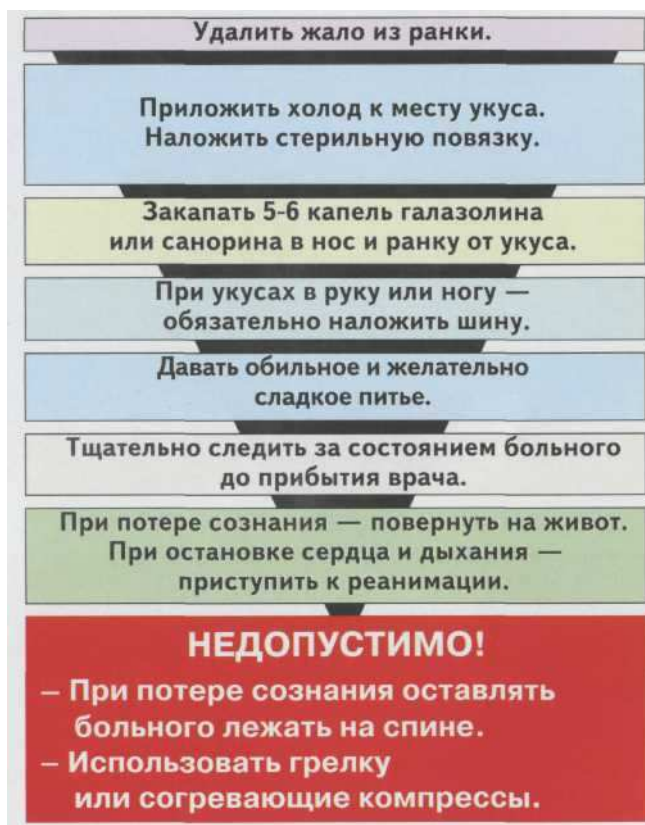 Удалить жало из ранки.
Приложить холод к месту укуса.
Наложить стерильную повязку.
Закапать 5-6 капель галазолина
или санорина в нос и ранку от укуса.
При укусах в руку или ногу —
обязательно наложить шину.
Давать обильное и желательно
сладкое питье.
Тщательно следить за состоянием больного
до прибытия врача.
При потере сознания — повернуть на живот.
При остановке сердца и дыхания —
приступить к реанимации.
НЕДОПУСТИМО!
– При потере сознания оставлять
больного лежать на спине.
– Использовать грелку
или согревающие компрессы.